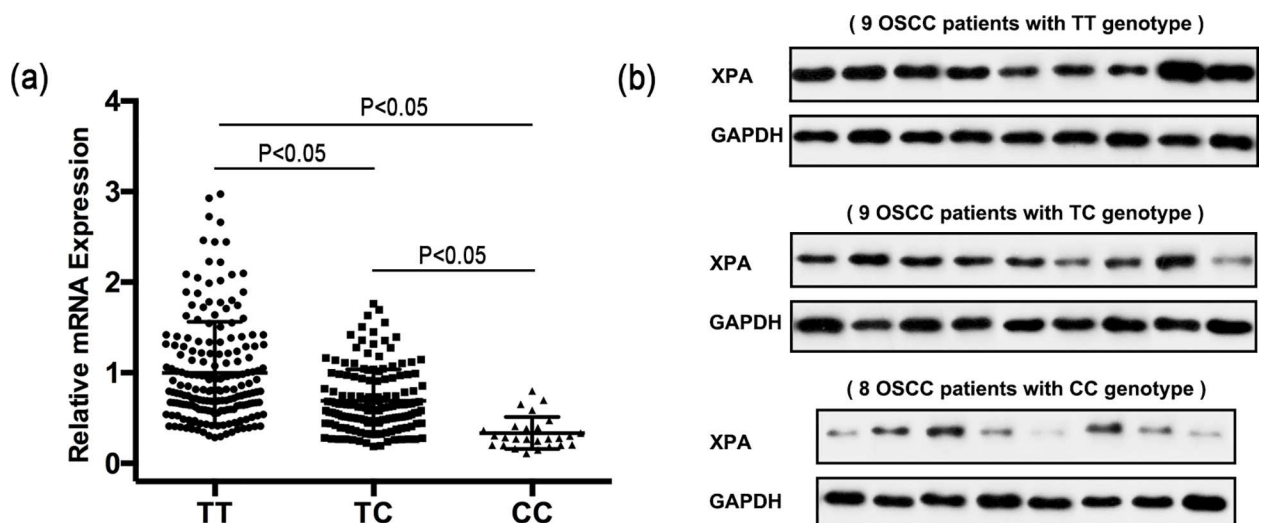 (a)
4
3
2
1
0
Relative mRNA Expression
P<0.05
P<0.05
P<0.05
TT TC CC
(b)
( 9 OSCC patients with TT genotype )
XPA
GAPDH
( 9 OSCC patients with TC genotype )
XPA
GAPDH
( 8 OSCC patients with CC genotype )
XPA
GAPDH